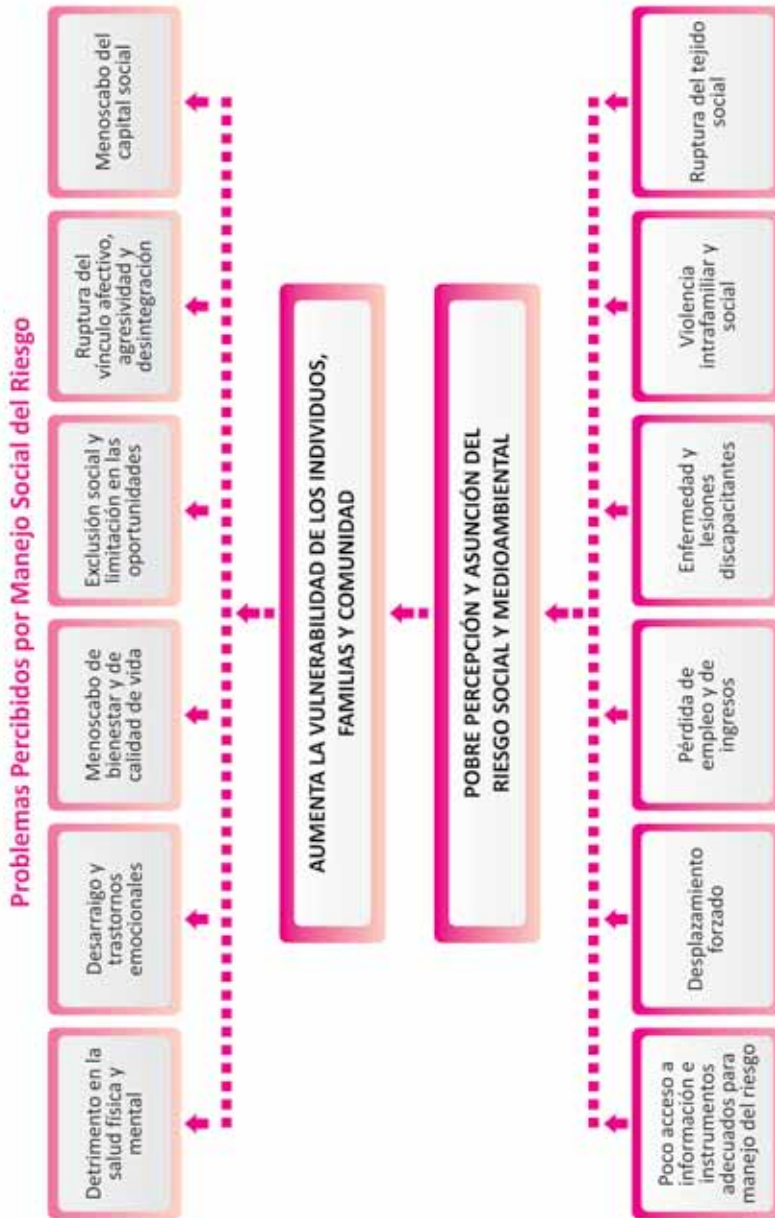 Problemas Percibidos por Manejo Social del Riesgo
Detrimento en la
salud física y
mental
Desarraigo y
trastornos
emocionales
Menoscabo de
bienestar y de
calidad de vida
Exclusión social y
limitación en las
oportunidades
Ruptura del
vínculo afectivo,
agresividad y
desintegración
Menoscabo del
capital social
AUMENTA LA VULNERABILIDAD DE LOS INDIVIDUOS,
FAMILIAS Y COMUNIDAD
POBRE PERCEPCIÓN Y ASUNCIÓN DEL
RIESGO SOCIAL Y MEDIOAMBIENTAL
Poco acceso a
información e
instrumentos
adecuados para
manejo del riesgo
Desplazamiento
forzado
Pérdida de
empleo y de
ingresos
Enfermedad y
lesiones
discapacitantes
Violencia
intrafamiliar y
social
Ruptura del tejido
social